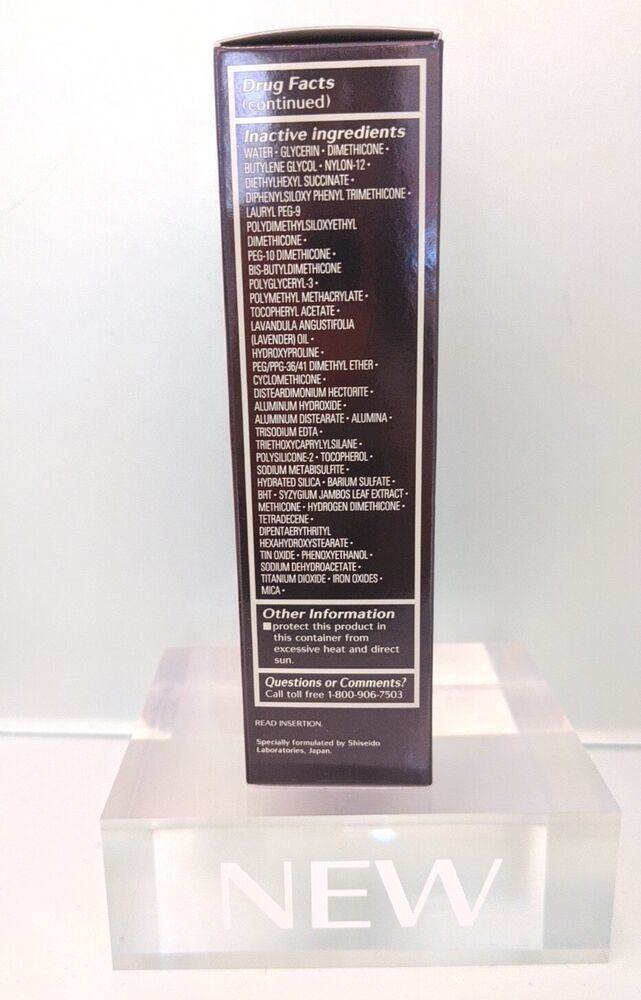 Drug Facts
(continued)
Inactive ingredients
WATER • GLYCERIN • DIMETHICONE •
BUTYLENE GLYCOL • NYLON-12 •
DIETHYLHEXYL SUCCINATE •
DIPHENYLSILOXY PHENYL TRIMETHICONE •
LAURYL PEG-9
POLYDIMETHYLSILOXYETHYL
DIMETHICONE •
PEG-10 DIMETHICONE •
BIS-BUTYLDIMETHICONE
POLYGLYCERYL-3 •
POLYMETHYL METHACRYLATE •
TOCOPHERYL ACETATE •
LAVANDULA ANGUSTIFOLIA
(LAVENDER) OIL •
HYDROXYPROLINE •
PEG/PPG-36/41 DIMETHYL ETHER •
CYCLOMETHICONE •
DISTEARDIMONIUM HECTORITE •
ALUMINUM HYDROXIDE •
ALUMINUM DISTEARATE • ALUMINA •
TRISODIUM EDTA •
TRIETHOXYCAPRYLYLSILANE •
POLYSILICONE-2 • TOCOPHEROL •
SODIUM METABISULFITE •
HYDRATED SILICA • BARIUM SULFATE •
BHT • SYZYGIUM JAMBOS LEAF EXTRACT •
METHICONE • HYDROGEN DIMETHICONE •
TETRADECENE •
DIPENTAERYTHRITYL
HEXAHYDROXYSTEARATE •
TIN OXIDE • PHENOXYETHANOL •
SODIUM DEHYDROACETATE •
TITANIUM DIOXIDE • IRON OXIDES •
MICA •
Other Information
■ protect this product in
this container from
excessive heat and direct
sun.
Questions or Comments?
Call toll free 1-800-906-7503
READ INSERTION.
Specially formulated by Shiseido
Laboratories, Japan.
NEW